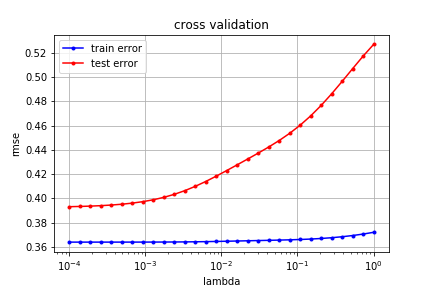 cross validation
train error
test error
0.52
0.50
0.48
0.46
0.44
0.42
0.40
0.38
0.36
rmse
10⁻⁴ 10⁻³ 10⁻² 10⁻¹ 10⁰
lambda